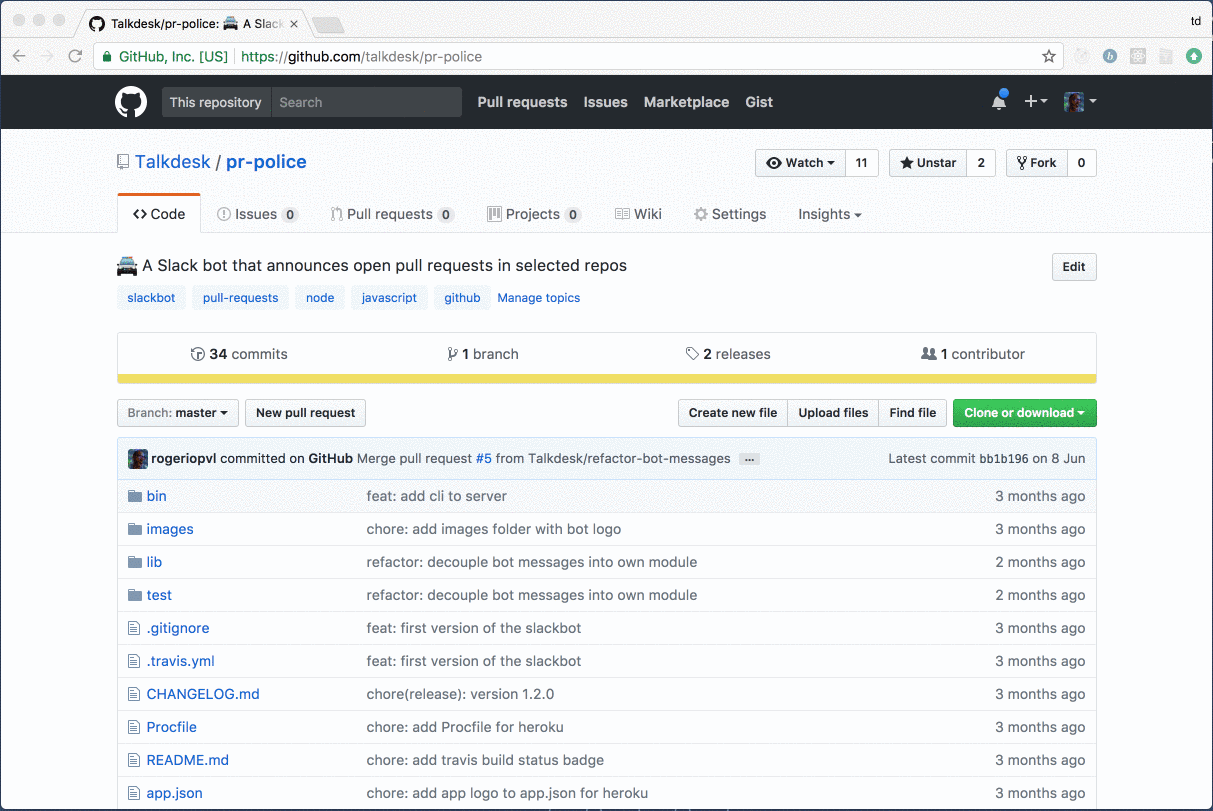 Talkdesk/pr-police: 🚔 A Slac × td
GitHub, Inc. [US] https://github.com/talkdesk/pr-police
This repository Search Pull requests Issues Marketplace Gist
Talkdesk / pr-police Watch 11 Unstar 2 Fork 0
Code Issues 0 Pull requests 0 Projects 0 Wiki Settings Insights
🚔 A Slack bot that announces open pull requests in selected repos Edit
slackbot pull-requests node javascript github Manage topics
34 commits 1 branch 2 releases 1 contributor
Branch: master New pull request Create new file Upload files Find file Clone or download
rogeriopvl committed on GitHub Merge pull request #5 from Talkdesk/refactor-bot-messages ... Latest commit bb1b196 on 8 Jun
bin feat: add cli to server 3 months ago
images chore: add images folder with bot logo 3 months ago
lib refactor: decouple bot messages into own module 2 months ago
test refactor: decouple bot messages into own module 2 months ago
.gitignore feat: first version of the slackbot 3 months ago
.travis.yml feat: first version of the slackbot 3 months ago
CHANGELOG.md chore(release): version 1.2.0 3 months ago
Procfile chore: add Procfile for heroku 3 months ago
README.md chore: add travis build status badge 3 months ago
app.json chore: add app logo to app.json for heroku 3 months ago